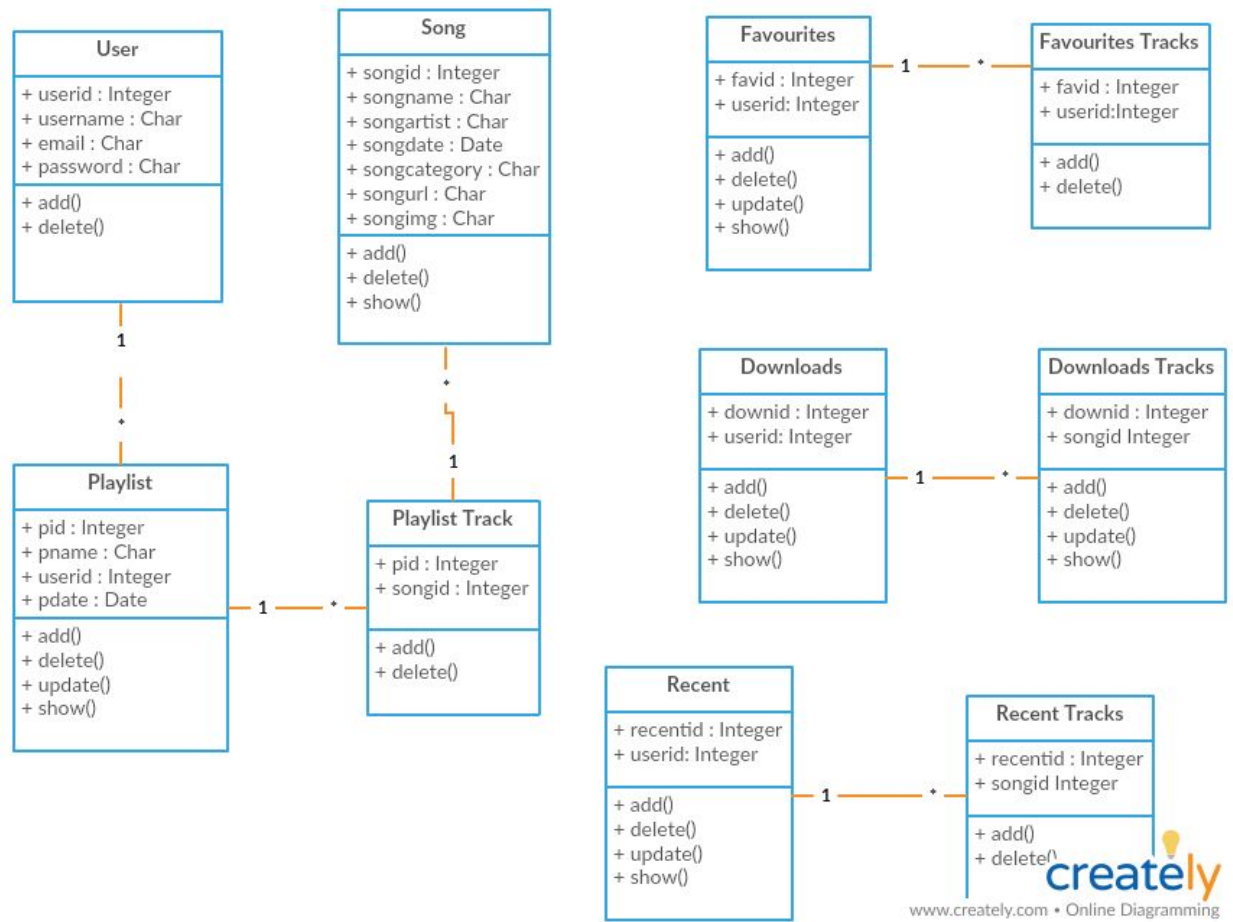 User
+ userid : Integer
+ username : Char
+ email : Char
+ password : Char
+ add()
+ delete()
1
*
Song
+ songid : Integer
+ songname : Char
+ songartist : Char
+ songdate : Date
+ songcategory : Char
+ songurl : Char
+ songimg : Char
+ add()
+ delete()
+ show()
*
1
Playlist
+ pid : Integer
+ pname : Char
+ userid : Integer
+ pdate : Date
+ add()
+ delete()
+ update()
+ show()
1
*
Playlist Track
+ pid : Integer
+ songid : Integer
+ add()
+ delete()
Favourites
+ favid : Integer
+ userid: Integer
+ add()
+ delete()
+ update()
+ show()
1
*
Favourites Tracks
+ favid : Integer
+ userid:Integer
+ add()
+ delete()
Downloads
+ downid : Integer
+ userid: Integer
+ add()
+ delete()
+ update()
+ show()
1
*
Downloads Tracks
+ downid : Integer
+ songid Integer
+ add()
+ delete()
+ update()
+ show()
Recent
+ recentid : Integer
+ userid: Integer
+ add()
+ delete()
+ update()
+ show()
1
*
Recent Tracks
+ recentid : Integer
+ songid Integer
+ add()
+ delete()
creately
www.creately.com • Online Diagramming